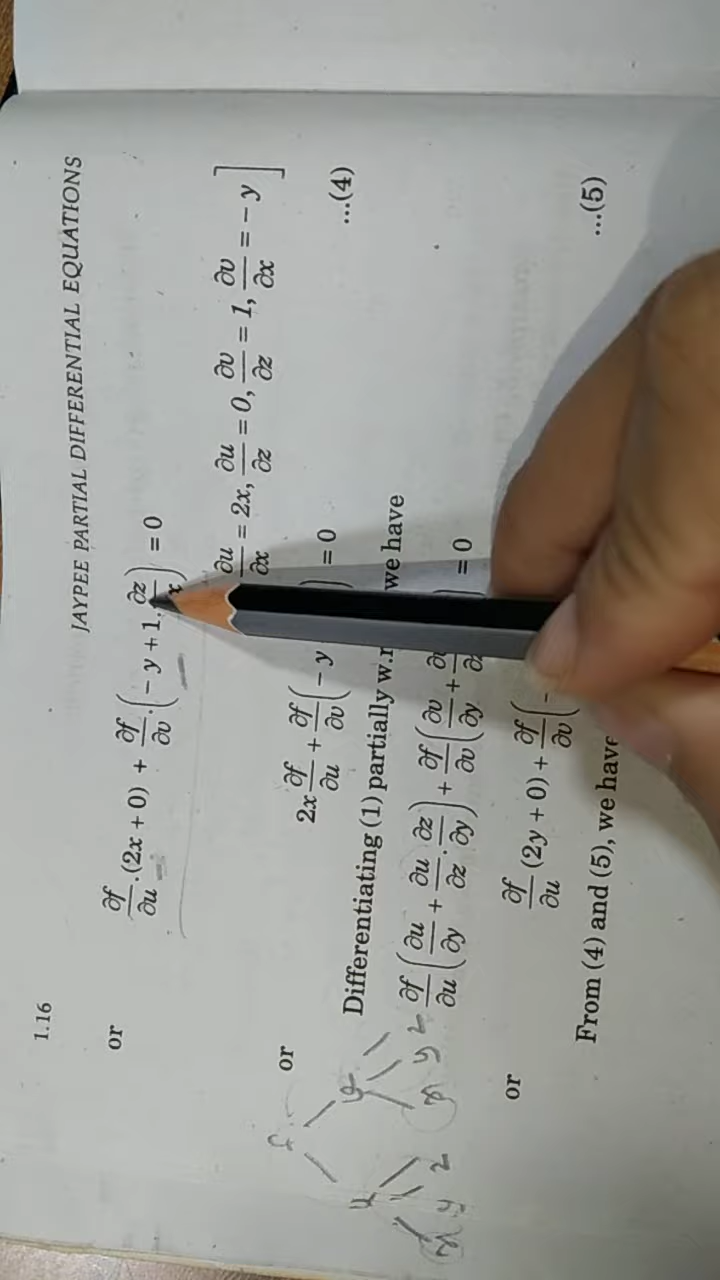 1.16 JAYPEE PARTIAL DIFFERENTIAL EQUATIONS
or ∂f/∂u .(2x + 0) + ∂f/∂v .(− y + 1. ∂z/∂x) = 0
[∂u/∂x = 2x, ∂u/∂z = 0, ∂v/∂z = 1, ∂v/∂x = − y]
or 2x ∂f/∂u + ∂f/∂v (− y ) = 0 ...(4)
Differentiating (1) partially w.r we have
∂f/∂u (∂u/∂y + ∂u/∂z . ∂z/∂y) + ∂f/∂v (∂v/∂y + ∂v/∂z ) = 0
or ∂f/∂u (2y + 0) + ∂f/∂v (− ...(5)
From (4) and (5), we have
f
u v
x y z x y z